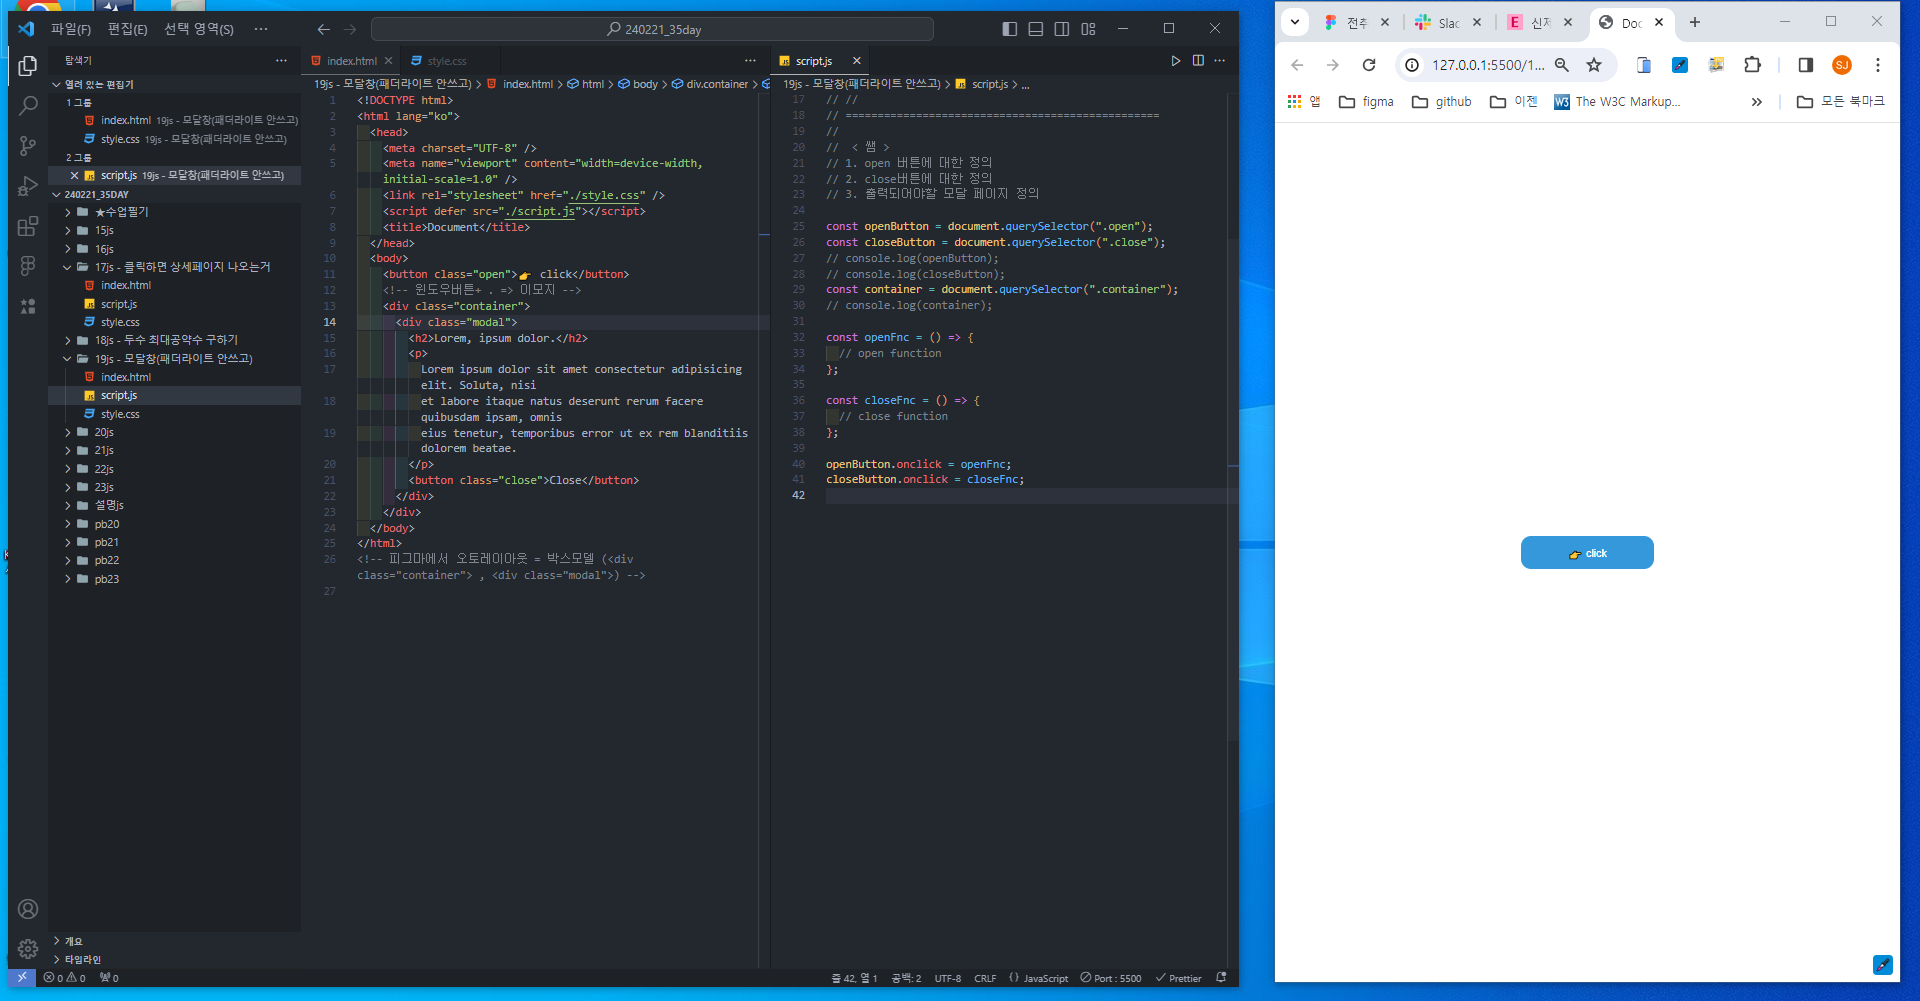 파일(F) 편집(E) 선택 영역(S) ··· 240221_35day
탐색기 ···
열려 있는 편집기
1 그룹
index.html 19js - 모달창(패더라이트 안쓰고)
style.css 19js - 모달창(패더라이트 안쓰고)
2 그룹
script.js 19js - 모달창(패더라이트 안쓰고)
240221_35DAY
★수업필기
15js
16js
17js - 클릭하면 상세페이지 나오는거
index.html
script.js
style.css
18js - 두수 최대공약수 구하기
19js - 모달창(패더라이트 안쓰고)
index.html
script.js
style.css
20js
21js
22js
23js
설명js
pb20
pb21
pb22
pb23
개요
타임라인
index.html style.css ···
19js - 모달창(패더라이트 안쓰고) > index.html > html > body > div.container >
1 <!DOCTYPE html>
2 <html lang="ko">
3 <head>
4 <meta charset="UTF-8" />
5 <meta name="viewport" content="width=device-width,
initial-scale=1.0" />
6 <link rel="stylesheet" href="./style.css" />
7 <script defer src="./script.js"></script>
8 <title>Document</title>
9 </head>
10 <body>
11 <button class="open">👉 click</button>
12 <!-- 윈도우버튼+ . => 이모지 -->
13 <div class="container">
14 <div class="modal">
15 <h2>Lorem, ipsum dolor.</h2>
16 <p>
17 Lorem ipsum dolor sit amet consectetur adipisicing
elit. Soluta, nisi
18 et labore itaque natus deserunt rerum facere
quibusdam ipsam, omnis
19 eius tenetur, temporibus error ut ex rem blanditiis
dolorem beatae.
20 </p>
21 <button class="close">Close</button>
22 </div>
23 </div>
24 </body>
25 </html>
26 <!-- 피그마에서 오토레이아웃 = 박스모델 (<div
class="container"> , <div class="modal">) -->
27
script.js ···
19js - 모달창(패더라이트 안쓰고) > script.js > ...
17 // //
18 // =================================================
19 //
20 // < 쌤 >
21 // 1. open 버튼에 대한 정의
22 // 2. close버튼에 대한 정의
23 // 3. 출력되어야할 모달 페이지 정의
24
25 const openButton = document.querySelector(".open");
26 const closeButton = document.querySelector(".close");
27 // console.log(openButton);
28 // console.log(closeButton);
29 const container = document.querySelector(".container");
30 // console.log(container);
31
32 const openFnc = () => {
33 // open function
34 };
35
36 const closeFnc = () => {
37 // close function
38 };
39
40 openButton.onclick = openFnc;
41 closeButton.onclick = closeFnc;
42
0 0 0 줄 42, 열 1 공백: 2 UTF-8 CRLF {} JavaScript Port : 5500 Prettier
전추 Slac E 신저 Doc
127.0.0.1:5500/1... SJ
앱 figma github 이젠 W3 The W3C Markup... » 모든 북마크
👉 click